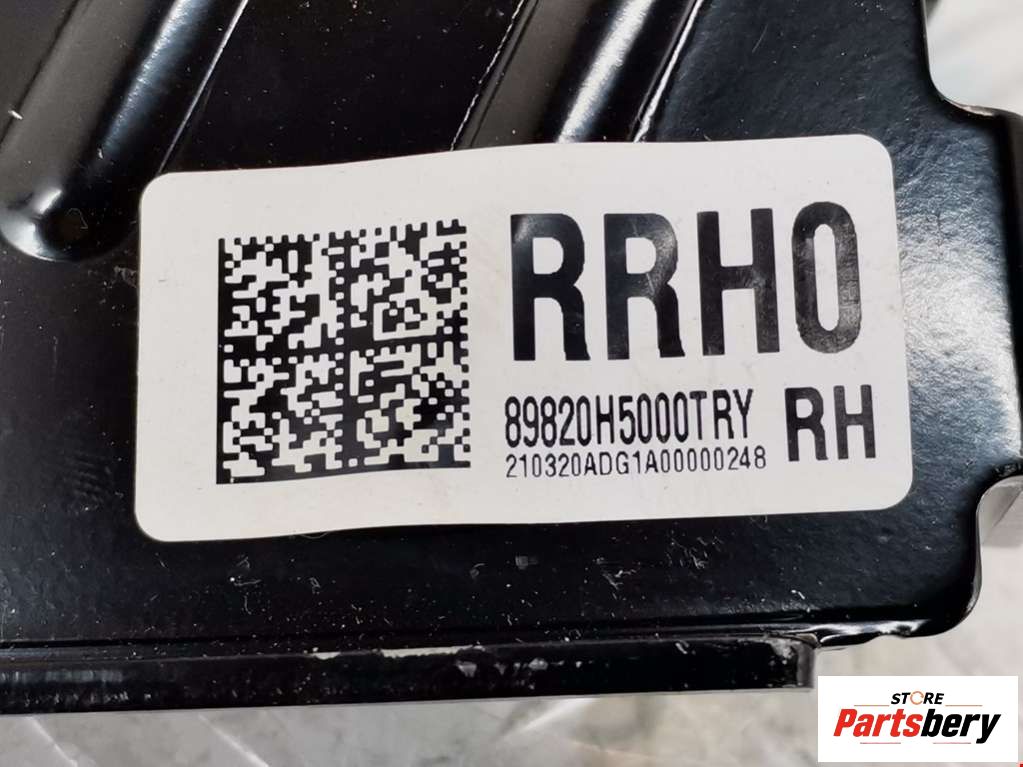 RRH0
89820H5000TRY RH
210320ADG1A00000248
STORE
Partsbery